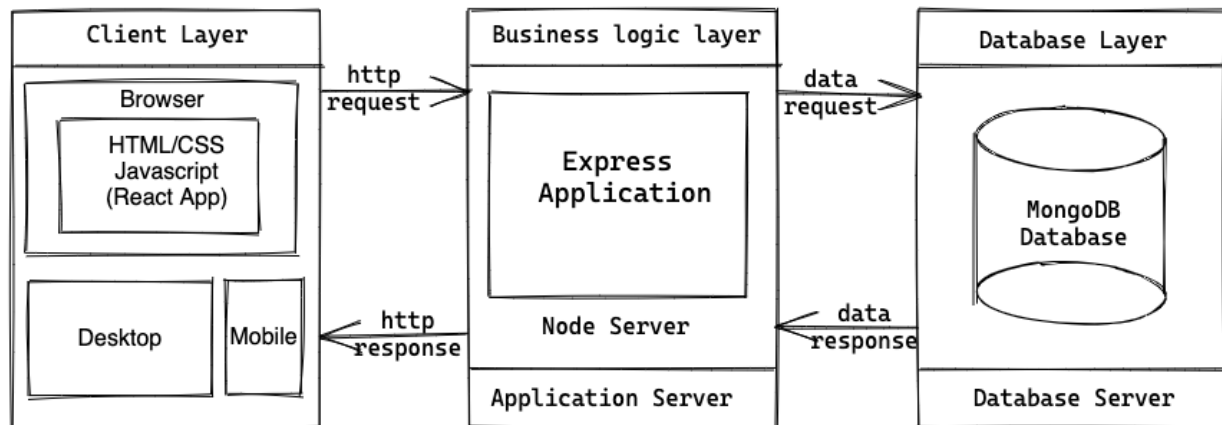 Client Layer
Browser
HTML/CSS
Javascript
(React App)
Desktop
Mobile
http
request
http
response
Business logic layer
Express
Application
Node Server
Application Server
data
request
data
response
Database Layer
MongoDB
Database
Database Server